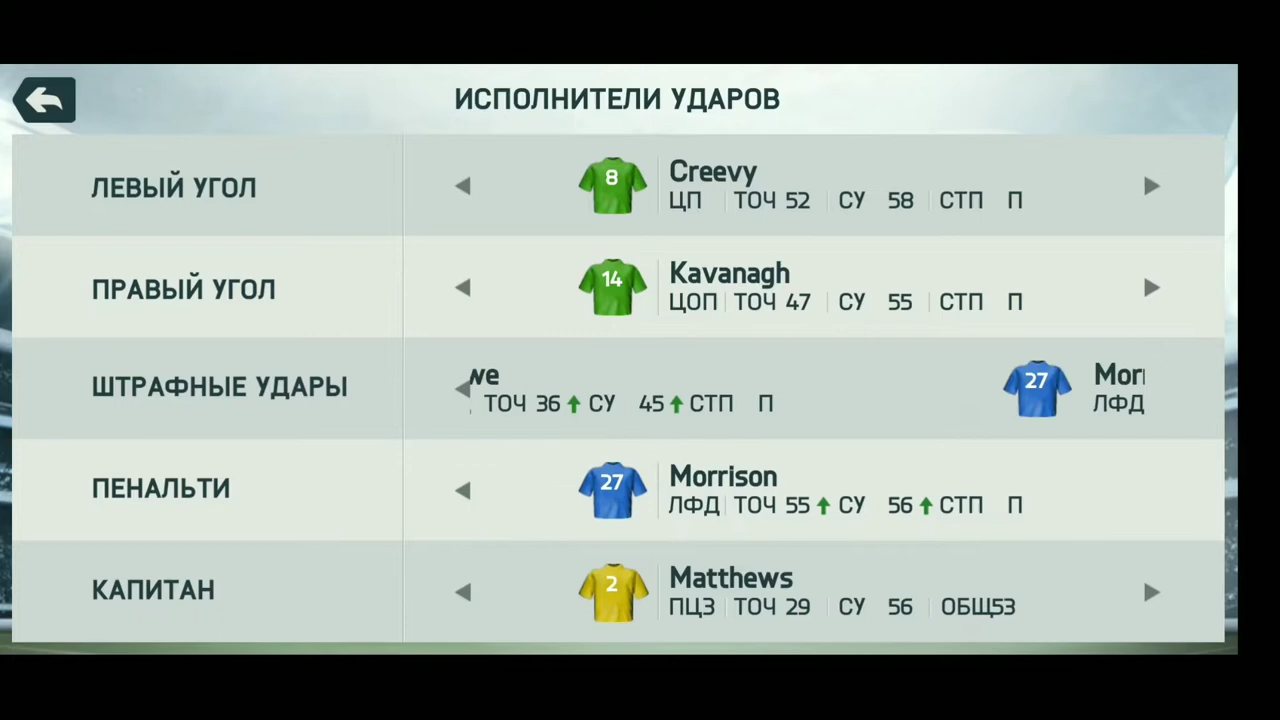 ИСПОЛНИТЕЛИ УДАРОВ
ЛЕВЫЙ УГОЛ
8
Creevy
ЦП ТОЧ 52 СУ 58 СТП П
ПРАВЫЙ УГОЛ
14
Kavanagh
ЦОП ТОЧ 47 СУ 55 СТП П
ШТРАФНЫЕ УДАРЫ
we
ТОЧ 36 СУ 45 СТП П
27
Mor
ЛФД
ПЕНАЛЬТИ
27
Morrison
ЛФД ТОЧ 55 СУ 56 СТП П
КАПИТАН
2
Matthews
ПЦЗ ТОЧ 29 СУ 56 ОБЩ53